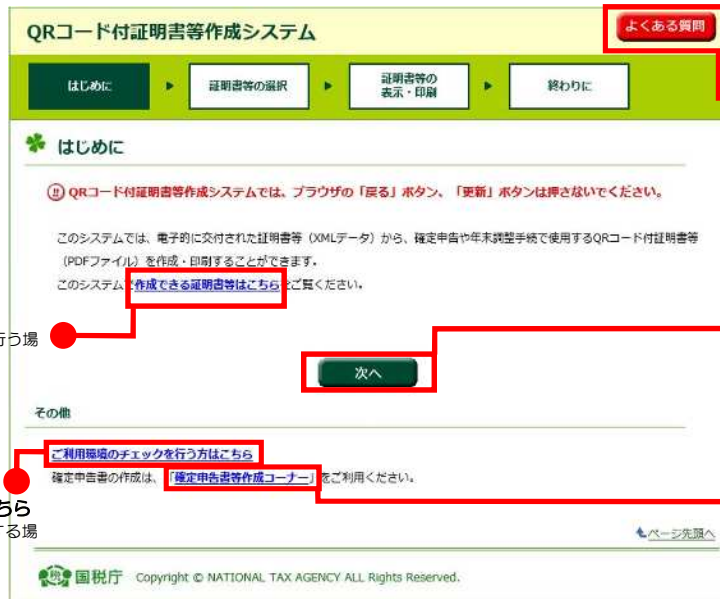 QRコード付証明書等作成システム
よくある質問
はじめに
証明書等の選択
証明書等の
表示・印刷
終わりに
はじめに
QRコード付証明書等作成システムでは、ブラウザの「戻る」ボタン、「更新」ボタンは押さないでください。
このシステムでは、電子的に交付された証明書等（XMLデータ）から、確定申告や年末調整手続で使用するQRコード付証明書等
（PDFファイル）を作成・印刷することができます。
このシステムで作成できる証明書等はこちらをご覧ください。
行う場
次へ
その他
ご利用環境のチェックを行う方はこちら
確定申告書の作成は、「確定申告書等作成コーナー」をご利用ください。
ちら
する場
ページ先頭へ
国税庁 Copyright © NATIONAL TAX AGENCY ALL Rights Reserved.